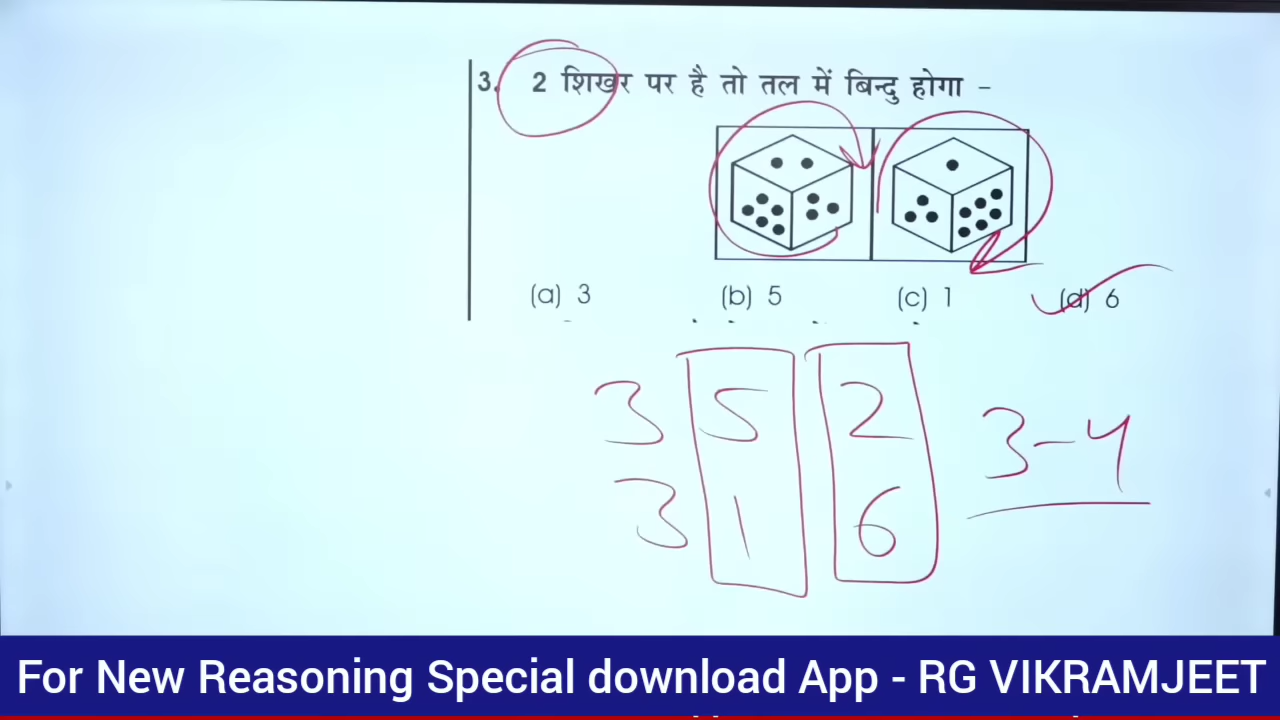 3. 2 शिखर पर है तो तल में बिन्दु होगा -
(a) 3 (b) 5 (c) 1 (d) 6
3 5 2 3-4
3 1 6
For New Reasoning Special download App - RG VIKRAMJEET